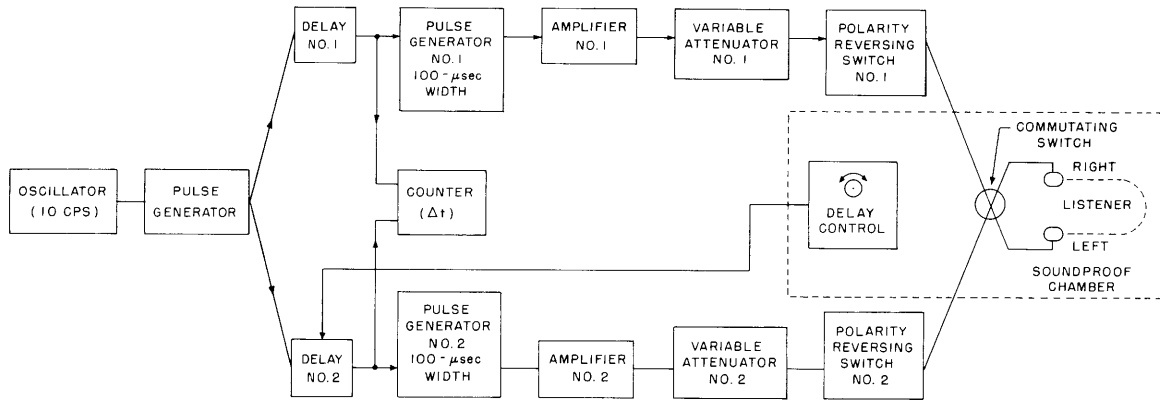 OSCILLATOR
(10 CPS)
PULSE
GENERATOR
DELAY
NO. 1
PULSE
GENERATOR
NO. 1
100-μsec
WIDTH
AMPLIFIER
NO. 1
VARIABLE
ATTENUATOR
NO. 1
POLARITY
REVERSING
SWITCH
NO. 1
COUNTER
(Δt)
DELAY
CONTROL
COMMUTATING
SWITCH
RIGHT
LISTENER
LEFT
SOUNDPROOF
CHAMBER
DELAY
NO. 2
PULSE
GENERATOR
NO. 2
100-μsec
WIDTH
AMPLIFIER
NO. 2
VARIABLE
ATTENUATOR
NO. 2
POLARITY
REVERSING
SWITCH
NO. 2